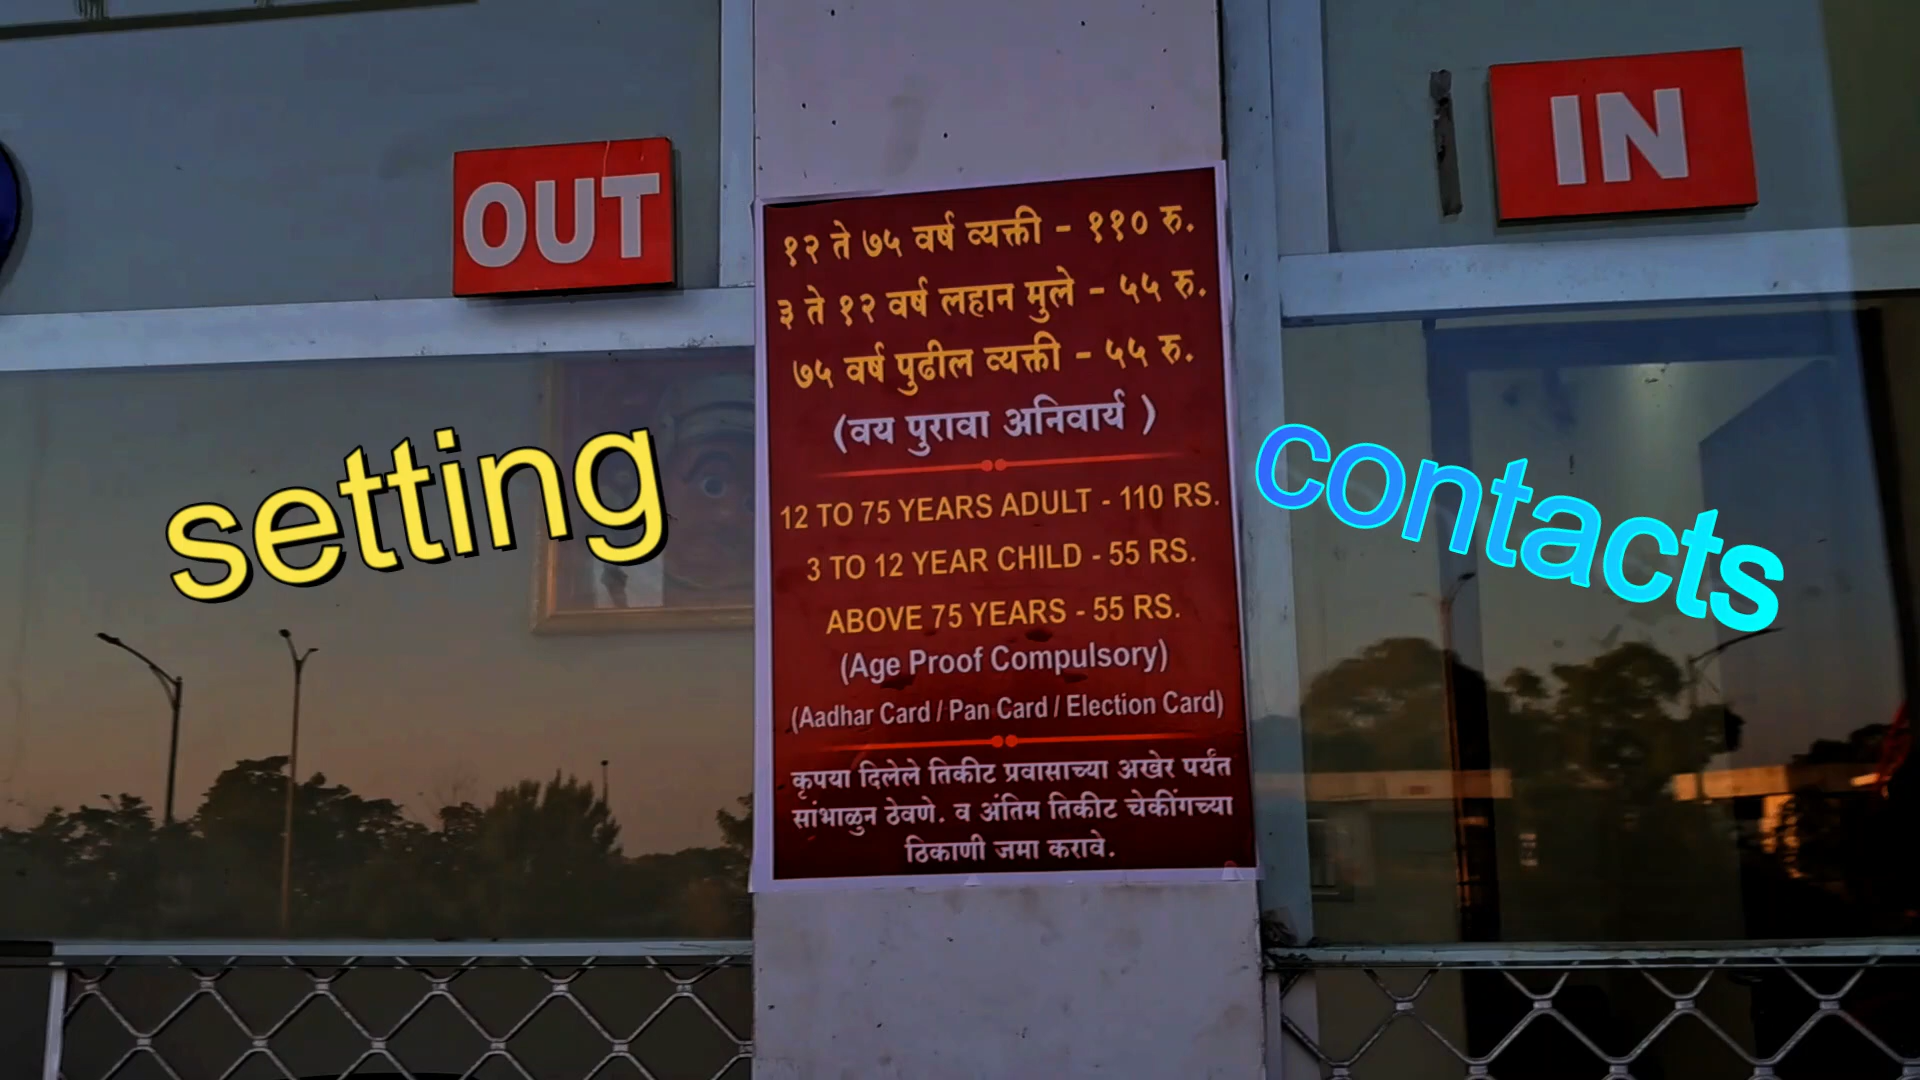 OUT
IN
१२ ते ७५ वर्ष व्यक्ती - ११० रु.
३ ते १२ वर्ष लहान मुले - ५५ रु.
७५ वर्ष पुढील व्यक्ती - ५५ रु.
(वय पुरावा अनिवार्य )
setting
contacts
12 TO 75 YEARS ADULT - 110 RS.
3 TO 12 YEAR CHILD - 55 RS.
ABOVE 75 YEARS - 55 RS.
(Age Proof Compulsory)
(Aadhar Card / Pan Card / Election Card)
कृपया दिलेले तिकीट प्रवासाच्या अखेर पर्यंत
सांभाळुन ठेवणे. व अंतिम तिकीट चेकींगच्या
ठिकाणी जमा करावे.